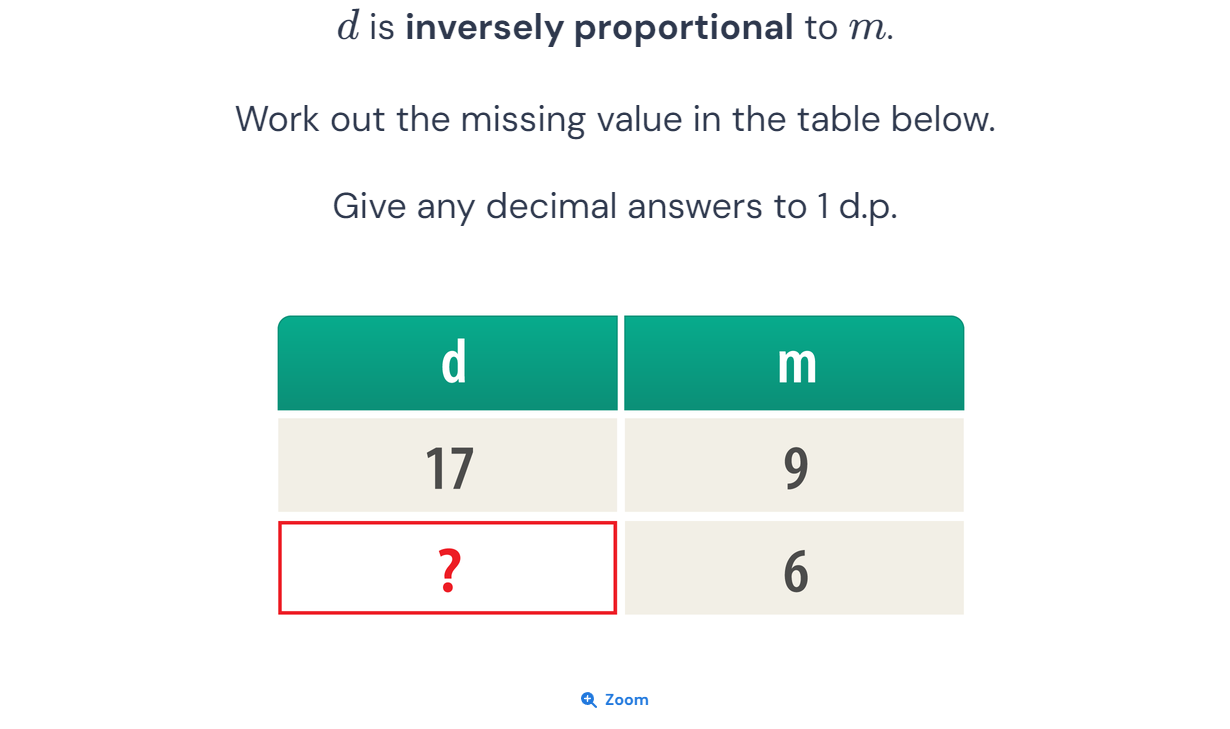 d is inversely proportional to m.
Work out the missing value in the table below.
Give any decimal answers to 1 d.p.
d m
17 9
? 6
Zoom